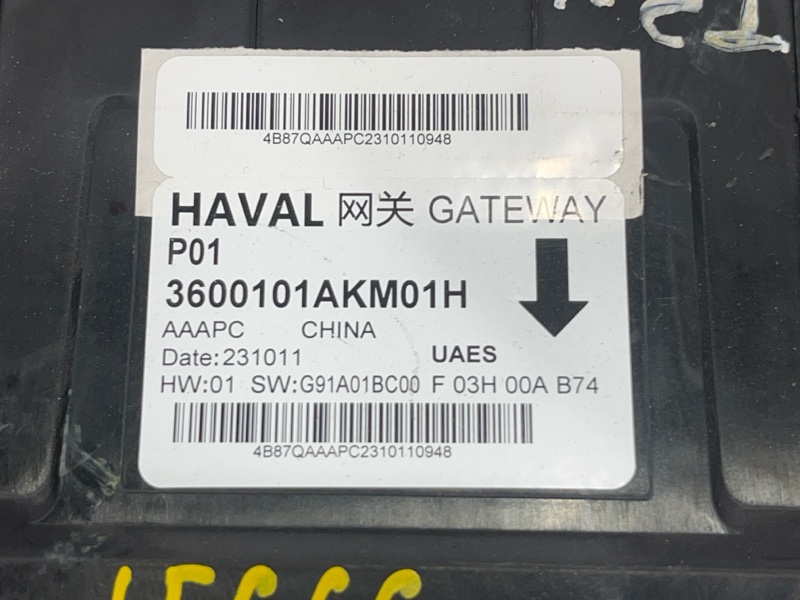 4B87QAAAPC2310110948
HAVAL 网关 GATEWAY
P01
3600101AKM01H
AAAPC CHINA
Date:231011 UAES
HW:01 SW:G91A01BC00 F 03H 00A B74
4B87QAAAPC2310110948